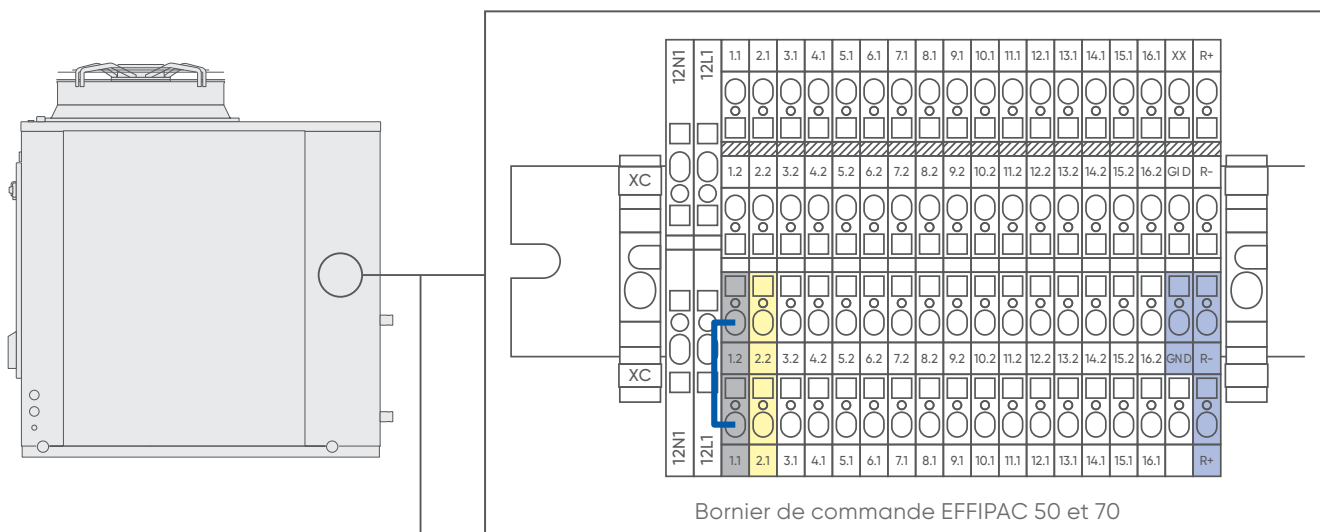 12N1 12L1 1.1 2.1 3.1 4.1 5.1 6.1 7.1 8.1 9.1 10.1 11.1 12.1 13.1 14.1 15.1 16.1 XX R+
XC 1.2 2.2 3.2 4.2 5.2 6.2 7.2 8.2 9.2 10.2 11.2 12.2 13.2 14.2 15.2 16.2 GI D R-
1.2 2.2 3.2 4.2 5.2 6.2 7.2 8.2 9.2 10.2 11.2 12.2 13.2 14.2 15.2 16.2 GND R-
XC
12N1 12L1 1.1 2.1 3.1 4.1 5.1 6.1 7.1 8.1 9.1 10.1 11.1 12.1 13.1 14.1 15.1 16.1 R+
Bornier de commande EFFIPAC 50 et 70